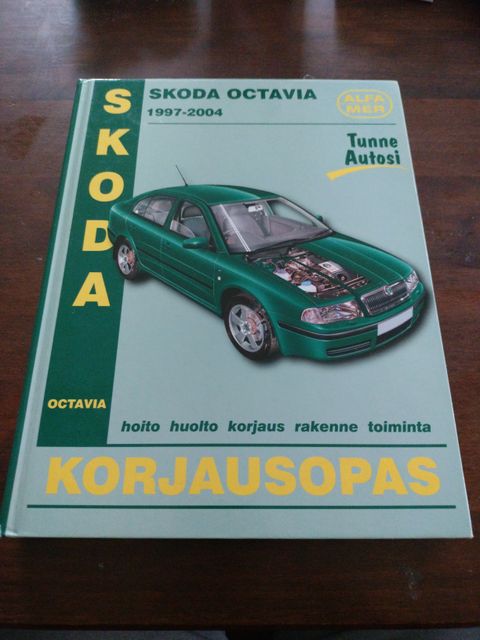 SKODA OCTAVIA
1997-2004
ALFA
MER
Tunne
Autosi
SKODA
OCTAVIA
hoito huolto korjaus rakenne toiminta
KORJAUSOPAS